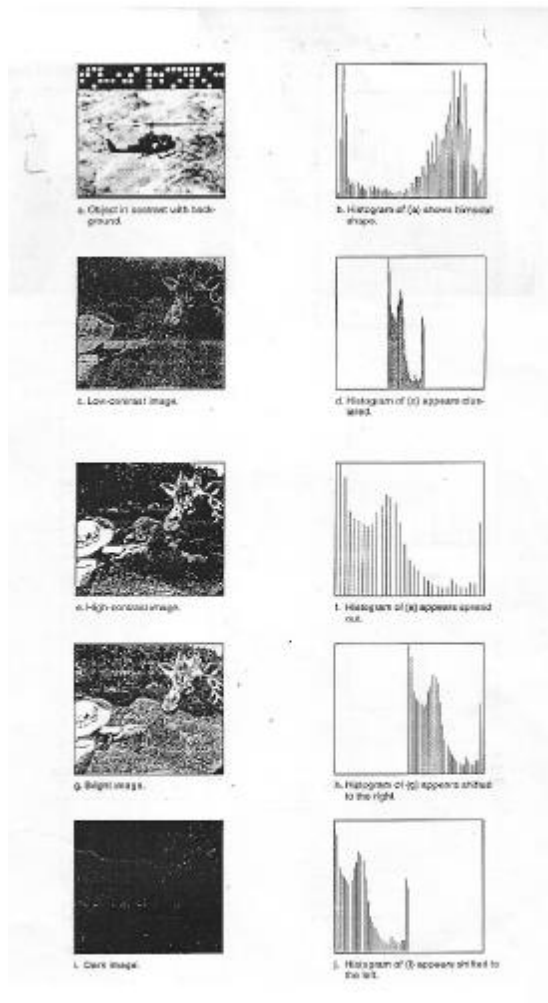 a. Object in contrast with back-
ground.
b. Histogram of (a) shows bimodal
shape.
c. Low-contrast image.
d. Histogram of (c) appears clus-
tered.
e. High-contrast image.
f. Histogram of (e) appears spread
out.
g. Bright image.
h. Histogram of (g) appears shifted
to the right.
i. Dark image.
j. Histogram of (i) appears shifted to
the left.